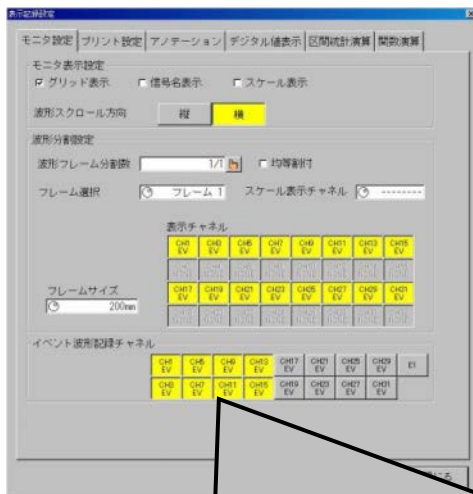 表示記録設定
モニタ設定 プリント設定 アノテーション デジタル値表示 区間統計演算 関数演算
モニタ表示設定
グリッド表示 信号名表示 スケール表示
波形スクロール方向 縦 横
波形分割設定
波形フレーム分割数 1/1 均等割付
フレーム選択 フレーム 1 スケール表示チャネル --------
表示チャネル
CH1 EV CH3 EV CH5 EV CH7 EV CH9 EV CH11 EV CH13 EV CH15 EV
CH17 EV CH19 EV CH21 EV CH23 EV CH25 EV CH27 EV CH29 EV CH31 EV
フレームサイズ
200mm
イベント波形記録チャネル
CH1 EV CH5 EV CH9 EV CH13 EV CH17 EV CH21 EV CH25 EV CH29 EV E1
CH3 EV CH7 EV CH11 EV CH15 EV CH19 EV CH23 EV CH27 EV CH31 EV